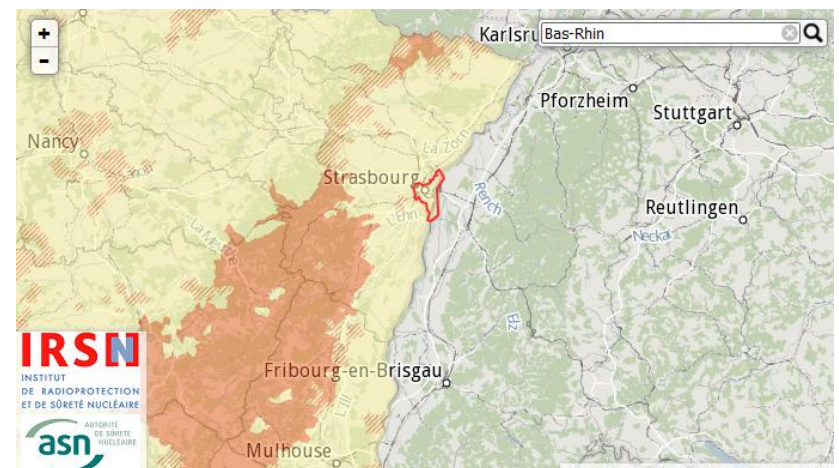 +
-
Karlsru
Bas-Rhin
Pforzheim
Stuttgart
Nancy
La Zorn
Strasbourg
Rench
Reutlingen
L'Ehn
Neckar
La Meurthe
Elz
IRSN
INSTITUT
DE RADIOPROTECTION
ET DE SÛRETÉ NUCLÉAIRE
Fribourg-en-Brisgau
L'Ill
AUTORITÉ
DE SÛRETÉ
NUCLÉAIRE
asn
Mulhouse